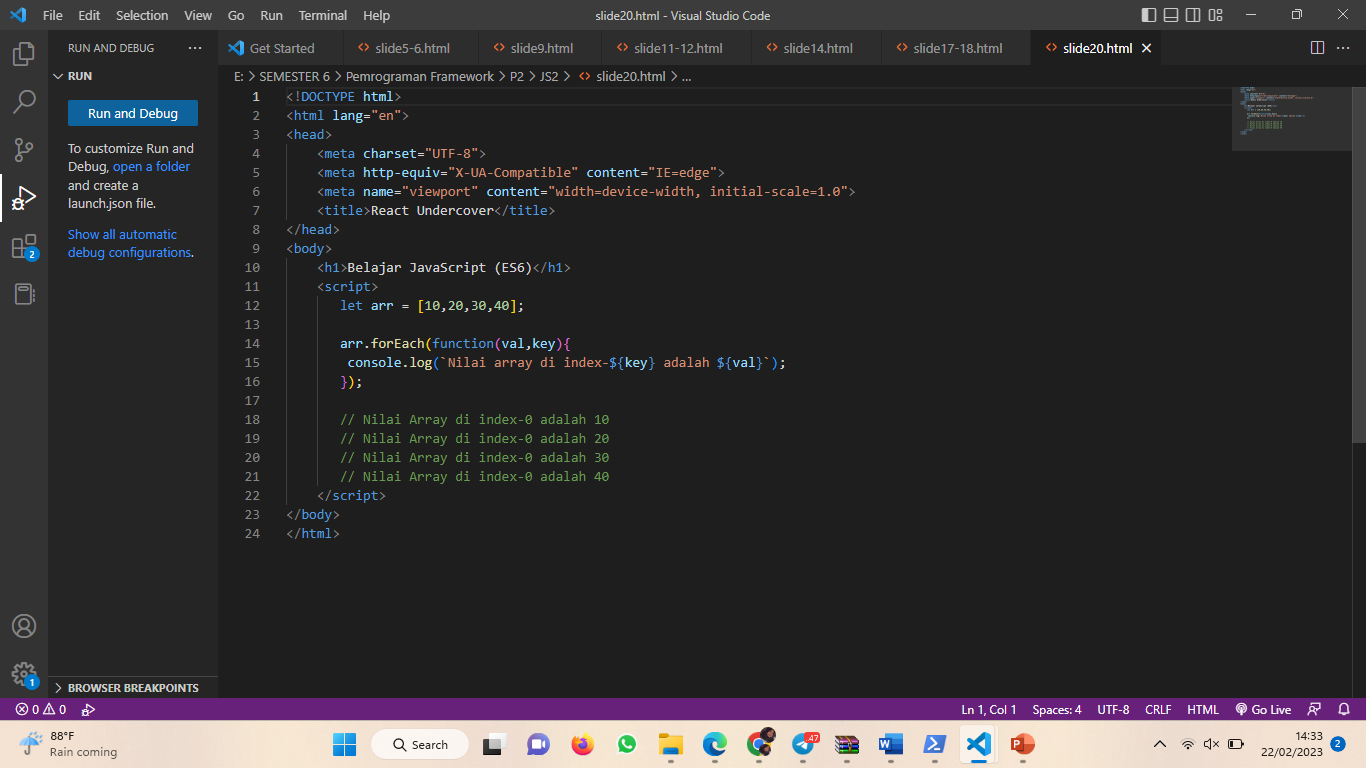 File Edit Selection View Go Run Terminal Help
slide20.html - Visual Studio Code
RUN AND DEBUG ...
Get Started
slide5-6.html
slide9.html
slide11-12.html
slide14.html
slide17-18.html
slide20.html
RUN
E: > SEMESTER 6 > Pemrograman Framework > P2 > JS2 > slide20.html > ...
Run and Debug
To customize Run and
Debug, open a folder
and create a
launch.json file.
Show all automatic
debug configurations.
1 <!DOCTYPE html>
2 <html lang="en">
3 <head>
4 <meta charset="UTF-8">
5 <meta http-equiv="X-UA-Compatible" content="IE=edge">
6 <meta name="viewport" content="width=device-width, initial-scale=1.0">
7 <title>React Undercover</title>
8 </head>
9 <body>
10 <h1>Belajar JavaScript (ES6)</h1>
11 <script>
12 let arr = [10,20,30,40];
13
14 arr.forEach(function(val,key){
15 console.log(`Nilai array di index-${key} adalah ${val}`);
16 });
17
18 // Nilai Array di index-0 adalah 10
19 // Nilai Array di index-0 adalah 20
20 // Nilai Array di index-0 adalah 30
21 // Nilai Array di index-0 adalah 40
22 </script>
23 </body>
24 </html>
2
1
BROWSER BREAKPOINTS
0 0
Ln 1, Col 1 Spaces: 4 UTF-8 CRLF HTML Go Live
88°F
Rain coming
Search
47
14:33
22/02/2023
2